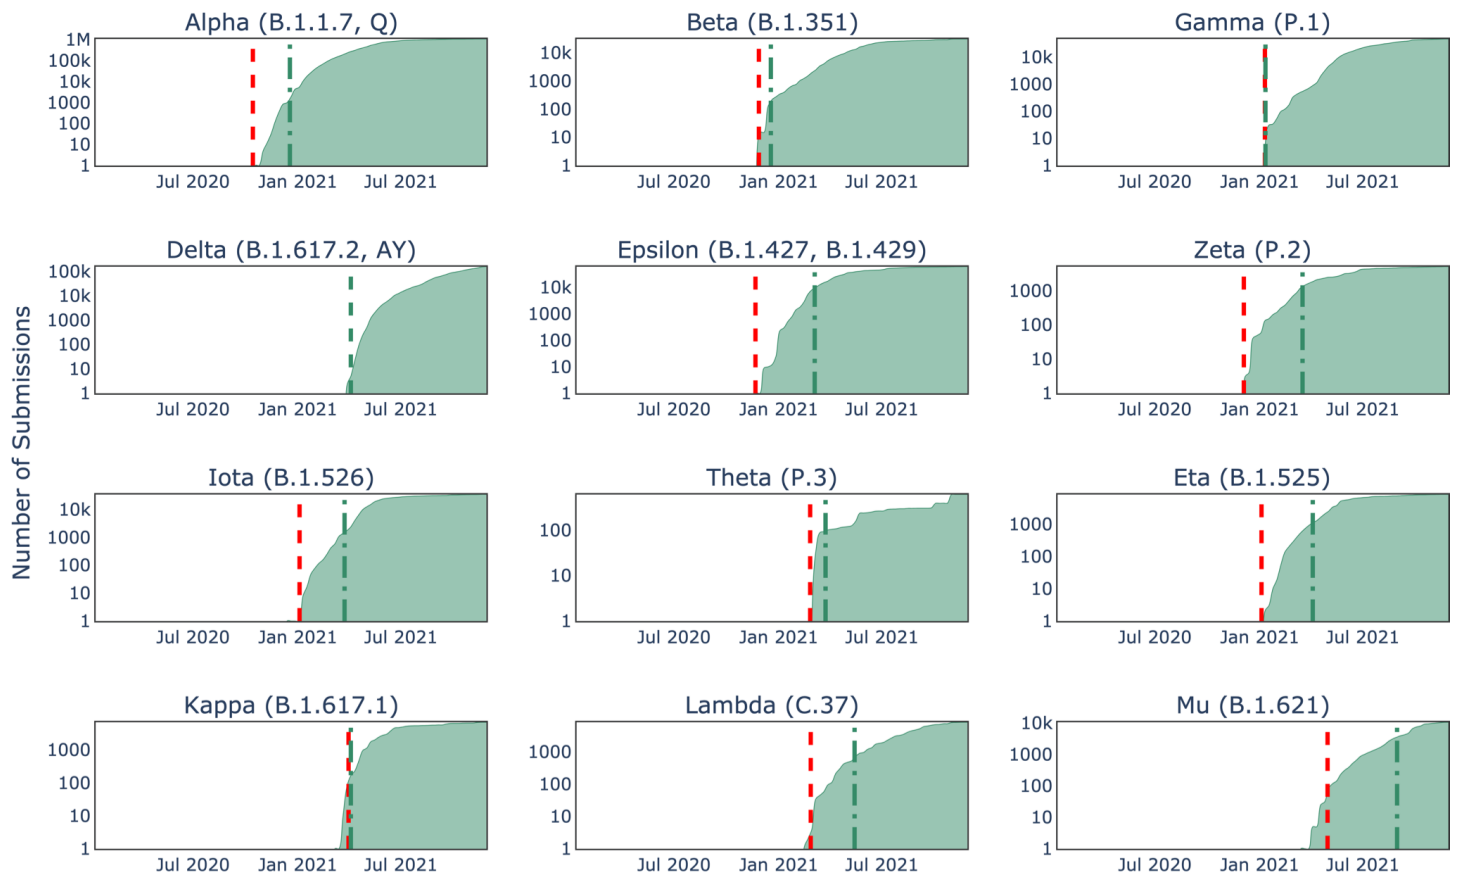 Number of Submissions
Alpha (B.1.1.7, Q)
1M
100k
10k
1000
100
10
1
Jul 2020 Jan 2021 Jul 2021
Beta (B.1.351)
10k
1000
100
10
1
Jul 2020 Jan 2021 Jul 2021
Gamma (P.1)
10k
1000
100
10
1
Jul 2020 Jan 2021 Jul 2021
Delta (B.1.617.2, AY)
100k
10k
1000
100
10
1
Jul 2020 Jan 2021 Jul 2021
Epsilon (B.1.427, B.1.429)
10k
1000
100
10
1
Jul 2020 Jan 2021 Jul 2021
Zeta (P.2)
1000
100
10
1
Jul 2020 Jan 2021 Jul 2021
Iota (B.1.526)
10k
1000
100
10
1
Jul 2020 Jan 2021 Jul 2021
Theta (P.3)
100
10
1
Jul 2020 Jan 2021 Jul 2021
Eta (B.1.525)
1000
100
10
1
Jul 2020 Jan 2021 Jul 2021
Kappa (B.1.617.1)
1000
100
10
1
Jul 2020 Jan 2021 Jul 2021
Lambda (C.37)
1000
100
10
1
Jul 2020 Jan 2021 Jul 2021
Mu (B.1.621)
10k
1000
100
10
1
Jul 2020 Jan 2021 Jul 2021